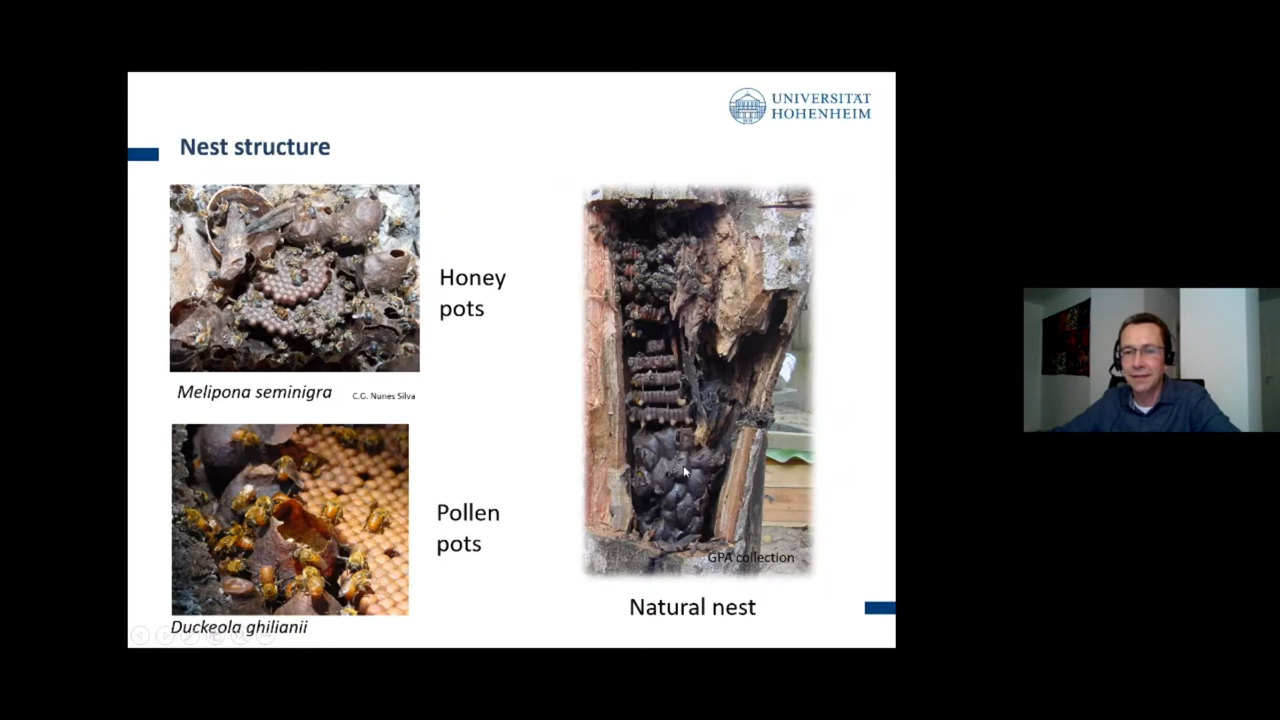 UNIVERSITÄT
HOHENHEIM
Nest structure
Honey
pots
Melipona seminigra
C.G. Nunes Silva
Pollen
pots
GPA collection
Natural nest
Duckeola ghilianii